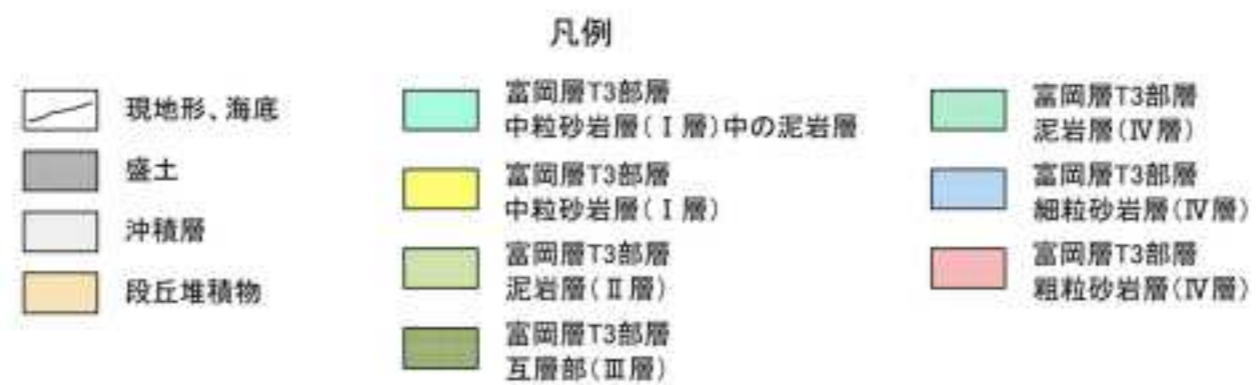 凡例
現地形、海底
盛土
沖積層
段丘堆積物
富岡層T3部層
中粒砂岩層(Ⅰ層)中の泥岩層
富岡層T3部層
中粒砂岩層(Ⅰ層)
富岡層T3部層
泥岩層(Ⅱ層)
富岡層T3部層
互層部(Ⅲ層)
富岡層T3部層
泥岩層(Ⅳ層)
富岡層T3部層
細粒砂岩層(Ⅳ層)
富岡層T3部層
粗粒砂岩層(Ⅳ層)